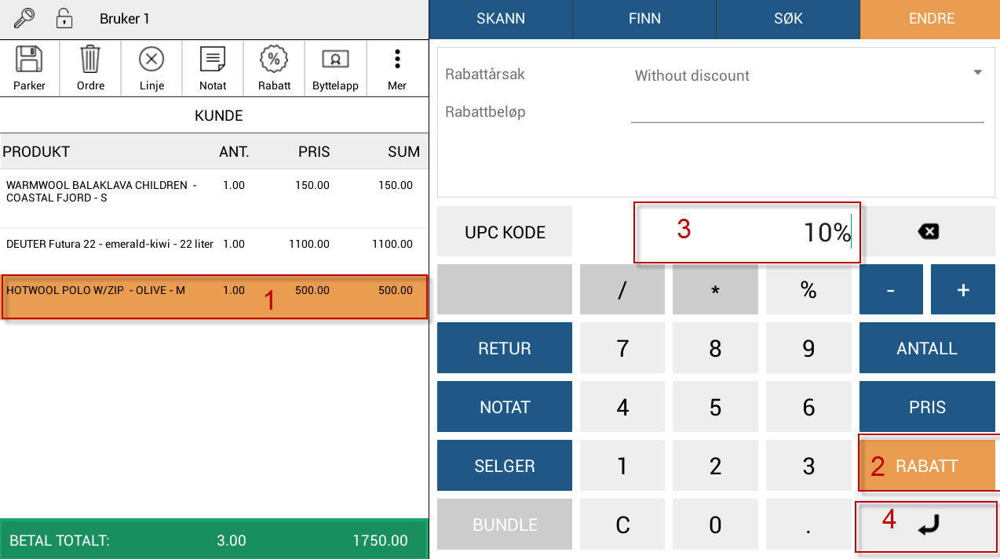 Bruker 1
SKANN FINN SØK ENDRE
Parker Ordre Linje Notat Rabatt Byttelapp Mer
KUNDE
PRODUKT ANT. PRIS SUM
WARMWOOL BALAKLAVA CHILDREN - 1.00 150.00 150.00
COASTAL FJORD - S
DEUTER Futura 22 - emerald-kiwi - 22 liter 1.00 1100.00 1100.00
HOTWOOL POLO W/ZIP - OLIVE - M 1.00 1 500.00 500.00
BETAL TOTALT: 3.00 1750.00
Rabattårsak Without discount
Rabattbeløp
UPC KODE 3 10%
/ * % - +
RETUR 7 8 9 ANTALL
NOTAT 4 5 6 PRIS
SELGER 1 2 3 2 RABATT
BUNDLE C 0 . 4